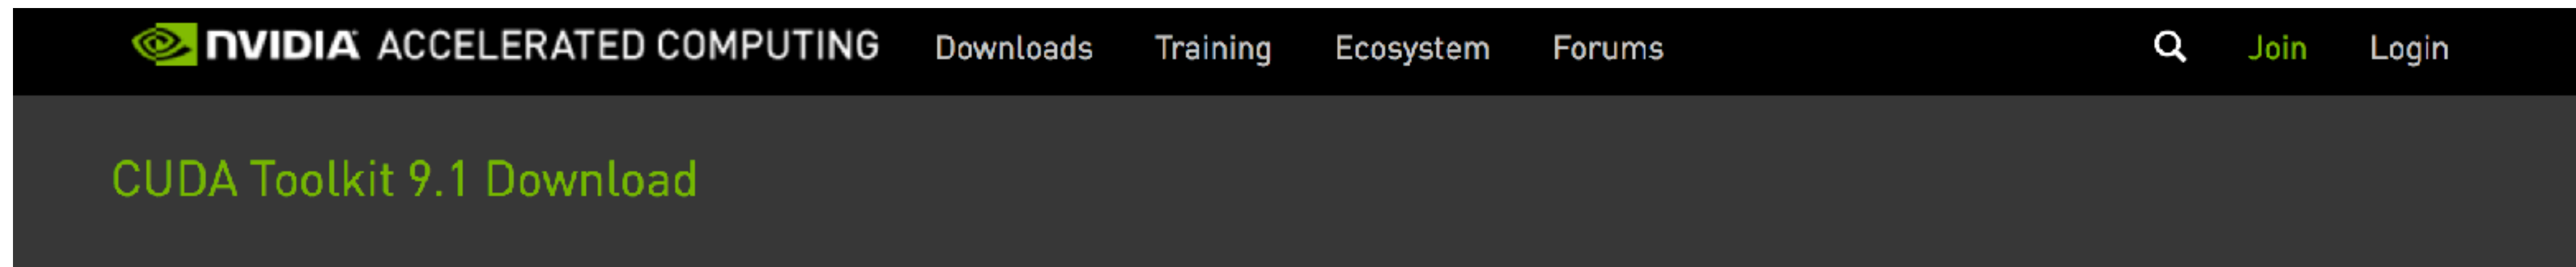 NVIDIA ACCELERATED COMPUTING Downloads Training Ecosystem Forums Join Login
CUDA Toolkit 9.1 Download